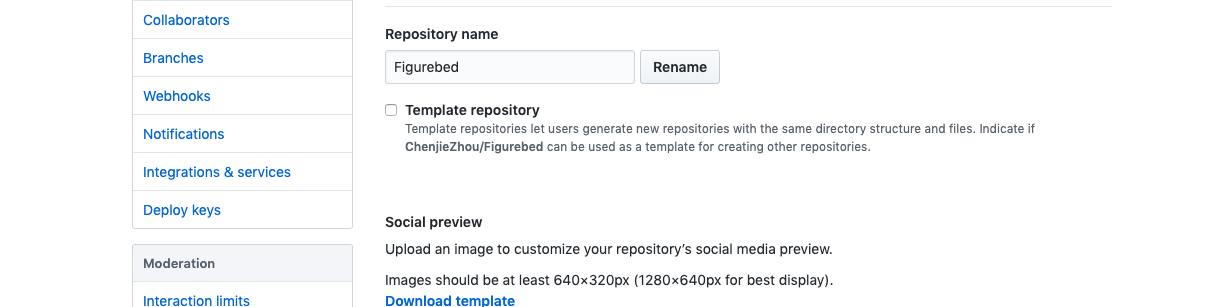 Collaborators
Branches
Webhooks
Notifications
Integrations & services
Deploy keys
Moderation
Interaction limits
Repository name
Figurebed
Rename
Template repository
Template repositories let users generate new repositories with the same directory structure and files. Indicate if
ChenjieZhou/Figurebed can be used as a template for creating other repositories.
Social preview
Upload an image to customize your repository’s social media preview.
Images should be at least 640×320px (1280×640px for best display).
Download template